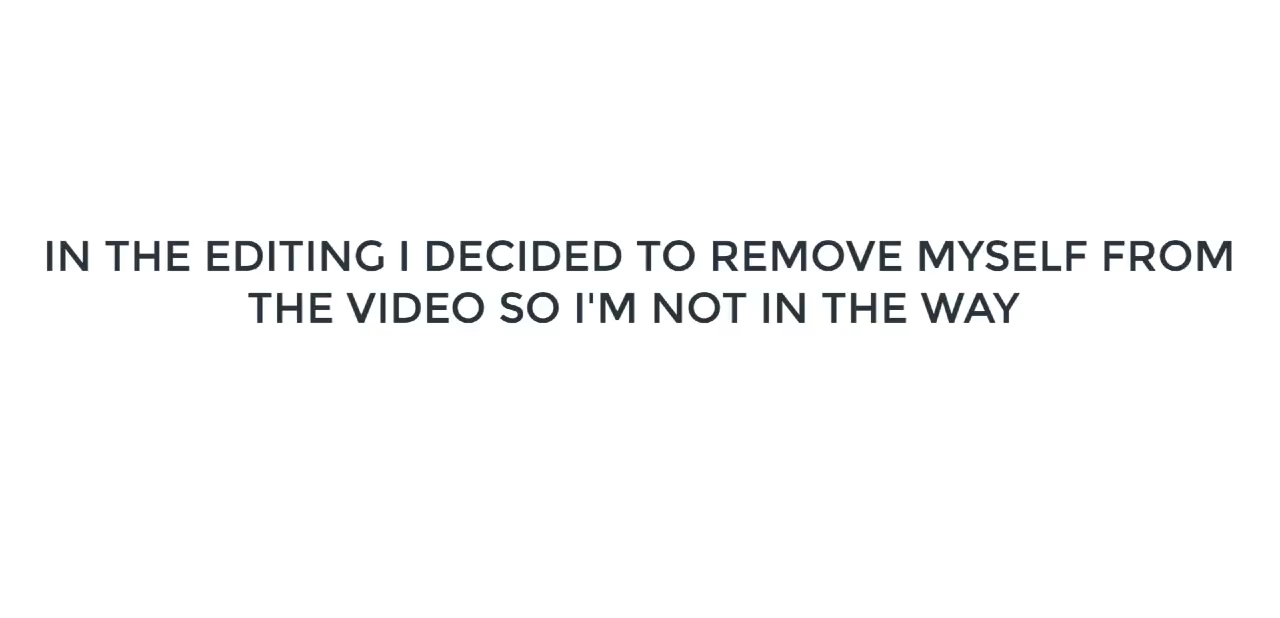 IN THE EDITING I DECIDED TO REMOVE MYSELF FROM
THE VIDEO SO I'M NOT IN THE WAY